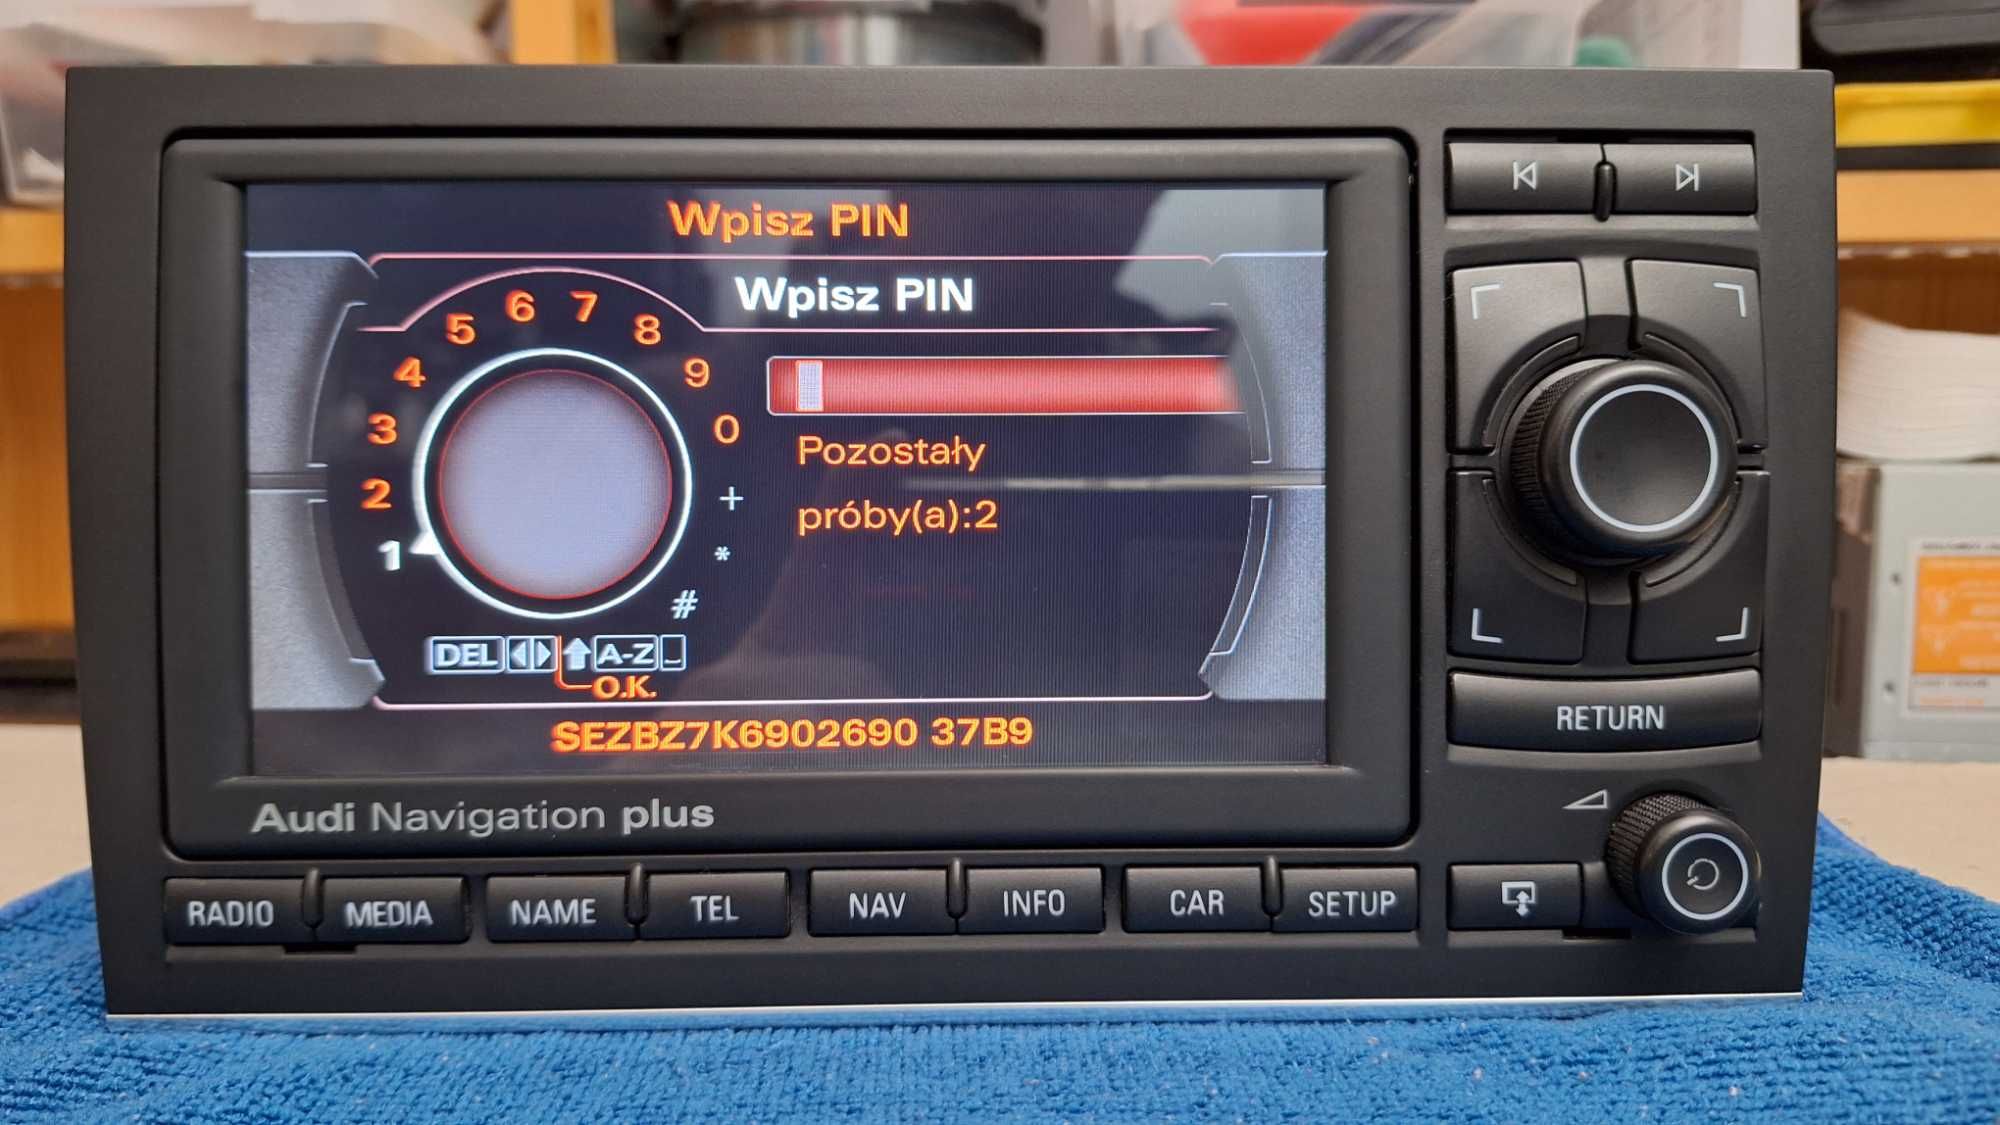 Wpisz PIN
Wpisz PIN
1 2 3 4 5 6 7 8 9 0 + * #
Pozostały
próby(a):2
DEL A-Z
O.K.
SEZBZ7K6902690 37B9
Audi Navigation plus
RETURN
RADIO MEDIA NAME TEL NAV INFO CAR SETUP